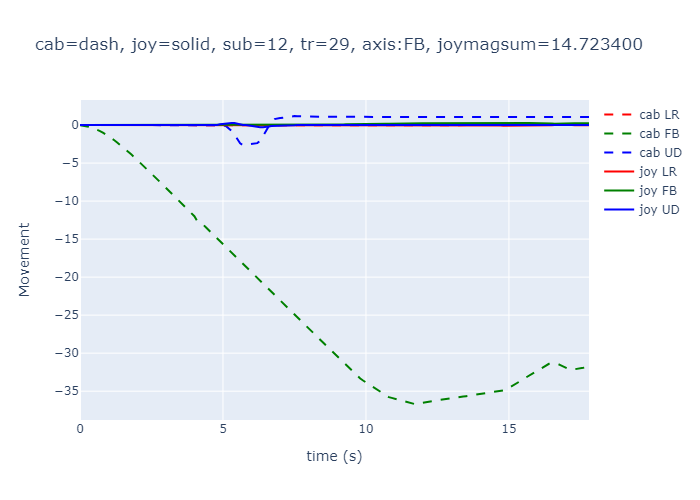 cab=dash, joy=solid, sub=12, tr=29, axis:FB, joymagsum=14.723400
cab LR
cab FB
cab UD
joy LR
joy FB
joy UD
0
−5
−10
−15
−20
−25
−30
−35
Movement
0 5 10 15
time (s)